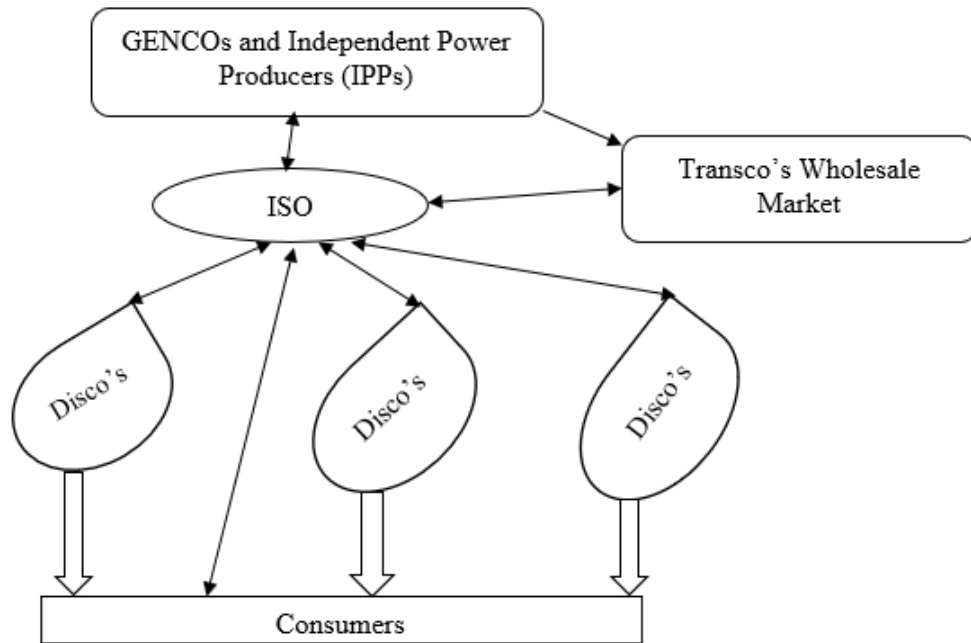 GENCOs and Independent Power
Producers (IPPs)
Transco’s Wholesale
Market
ISO
Disco’s
Disco’s
Disco’s
Consumers